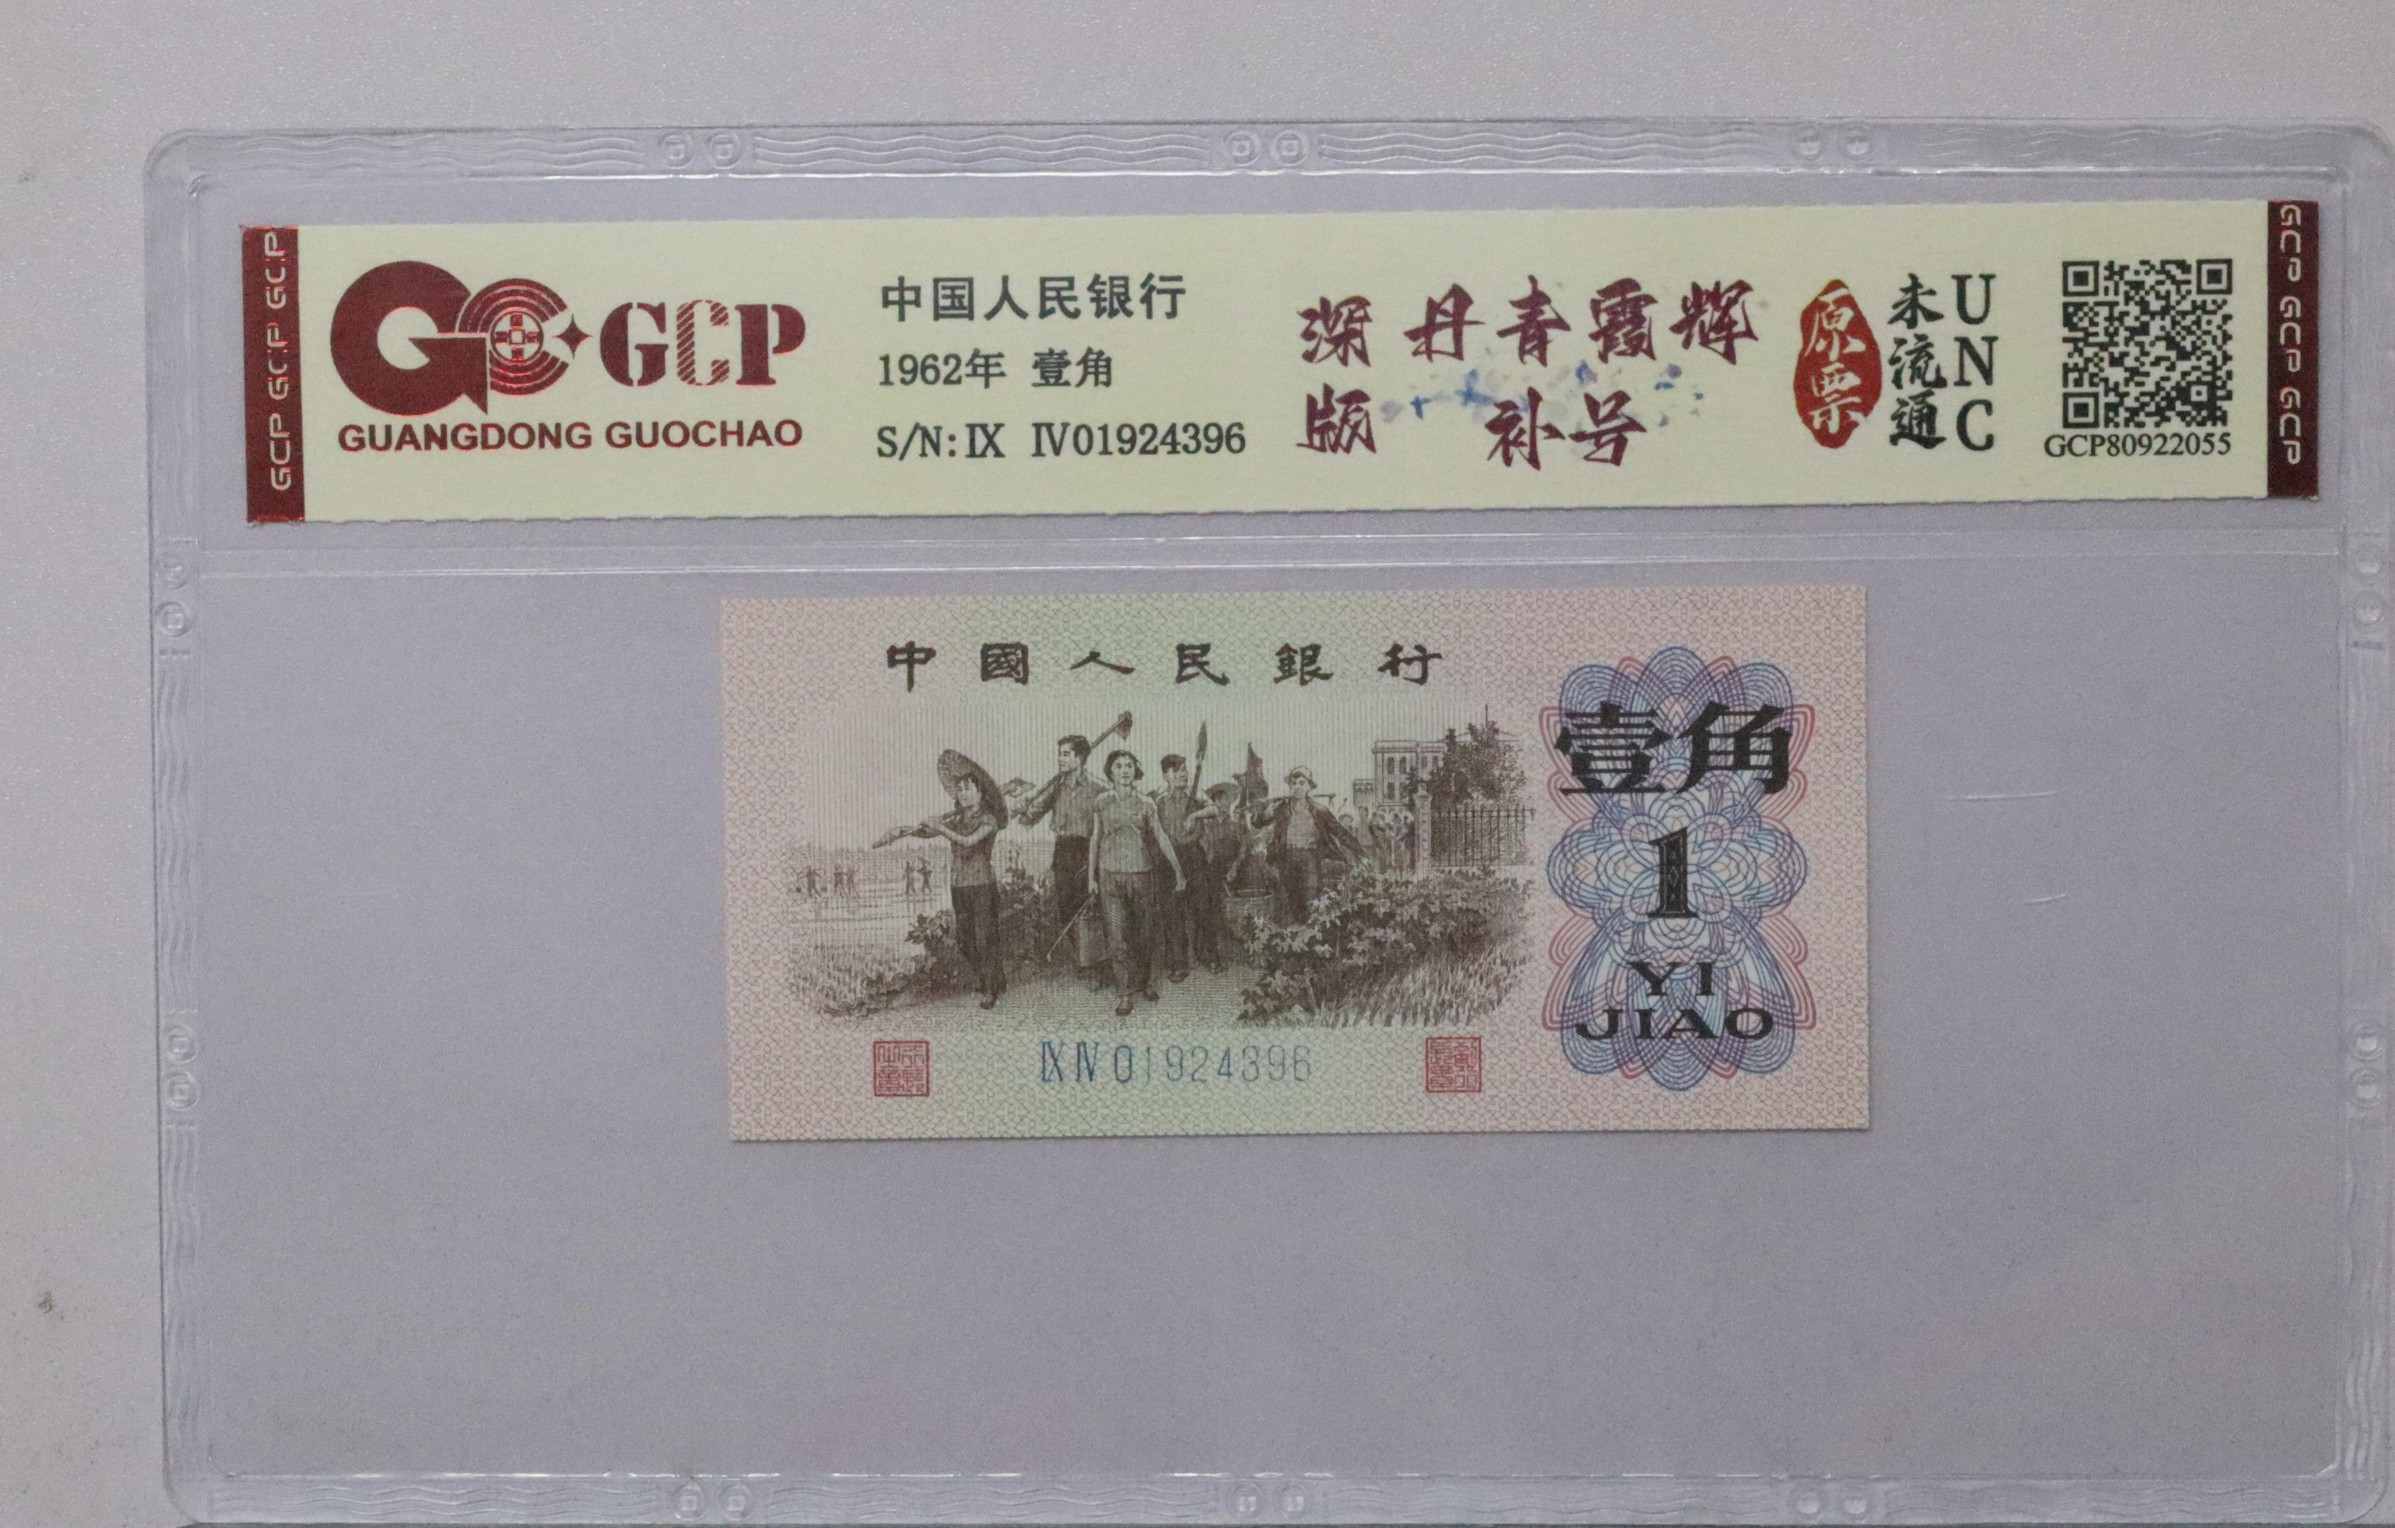 GCP GCP GCP
GCP
GUANGDONG GUOCHAO
中国人民银行
1962年 壹角
S/N: IX IV01924396
深版
丹青霞辉
补号
原票
未流通
UNC
GCP80922055
GCP GCP GCP
中國人民銀行
壹角
1
YI
JIAO
IX IV 01924396